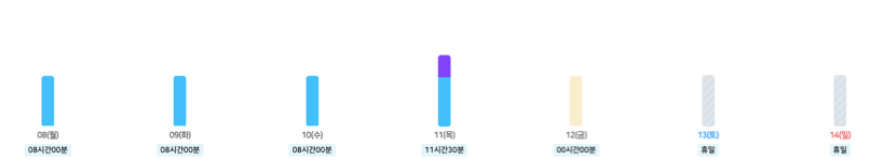 08(월) 09(화) 10(수) 11(목) 12(금) 13(토) 14(일)
08시간00분 08시간00분 08시간00분 11시간30분 00시간00분 휴일 휴일